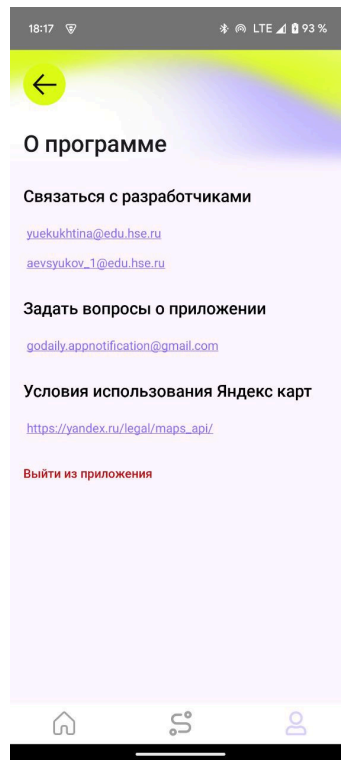 18:17 LTE 93 %
О программе
Связаться с разработчиками
yuekukhtina@edu.hse.ru
aevsyukov_1@edu.hse.ru
Задать вопросы о приложении
godaily.appnotification@gmail.com
Условия использования Яндекс карт
https://yandex.ru/legal/maps_api/
Выйти из приложения